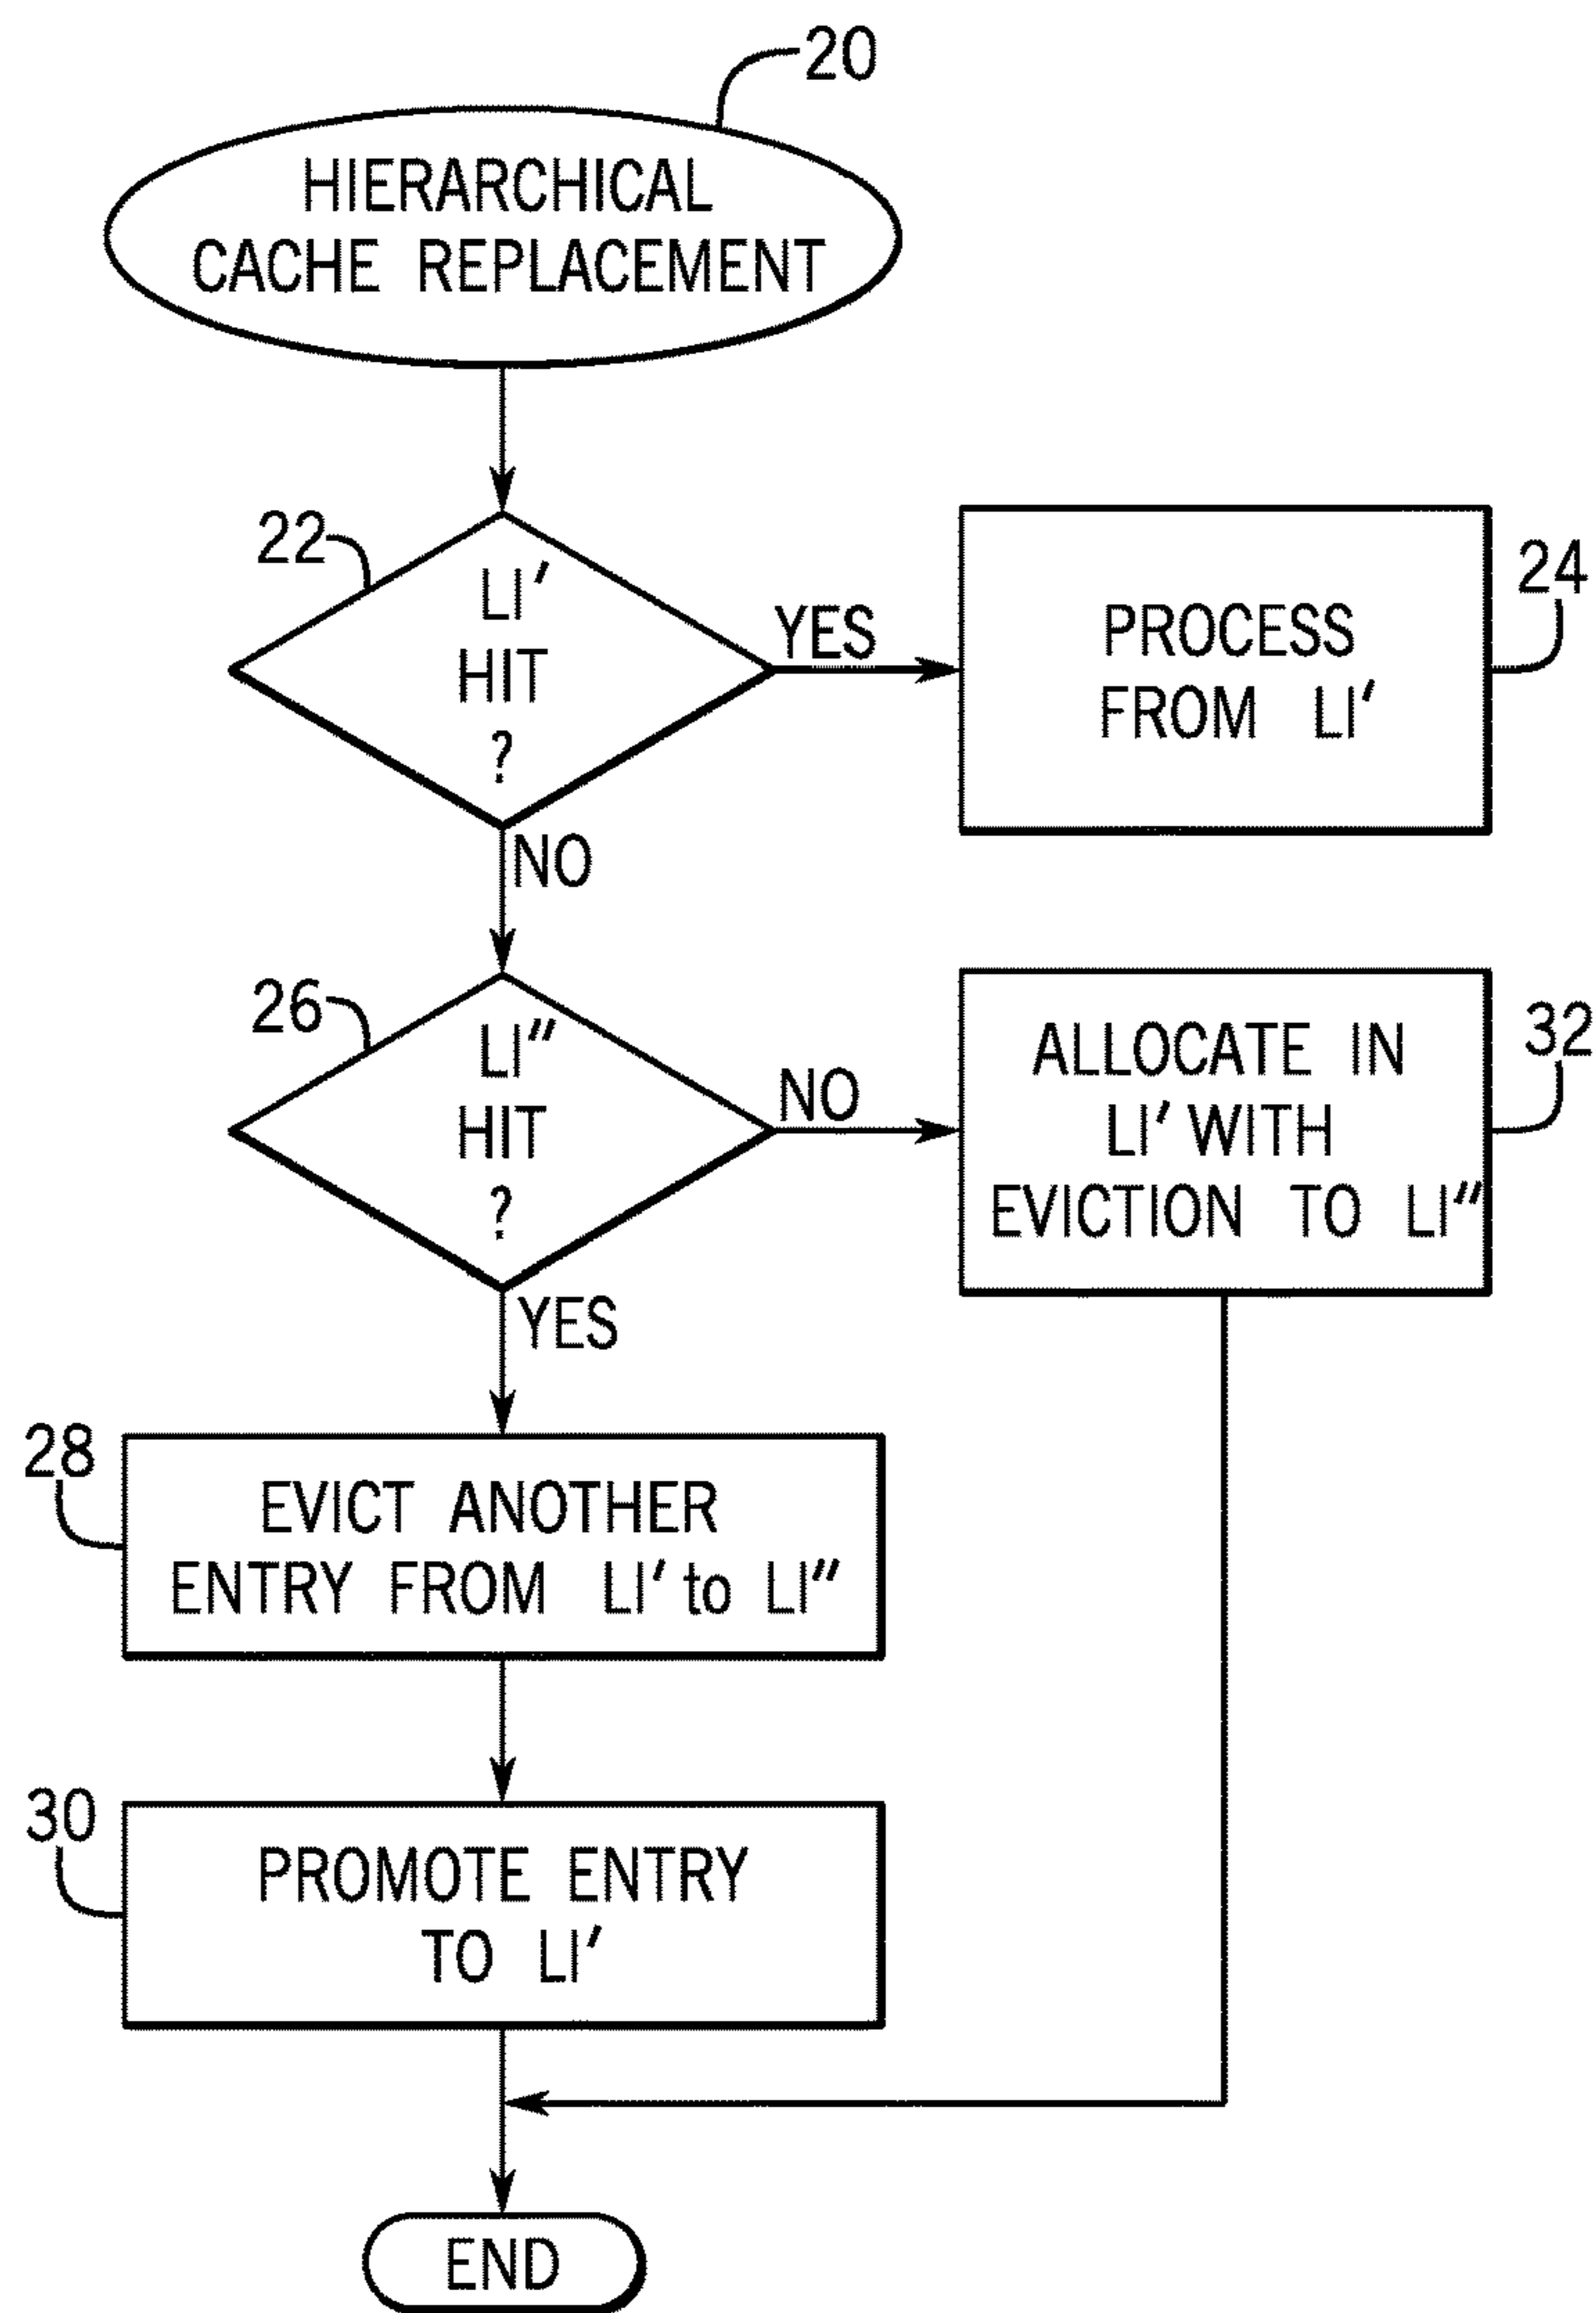 20
HIERARCHICAL
CACHE REPLACEMENT
22
LI'
HIT
?
YES
PROCESS
FROM LI'
24
NO
26
LI"
HIT
?
NO
ALLOCATE IN
LI' WITH
EVICTION TO LI"
32
YES
28
EVICT ANOTHER
ENTRY FROM LI' to LI"
30
PROMOTE ENTRY
TO LI'
END